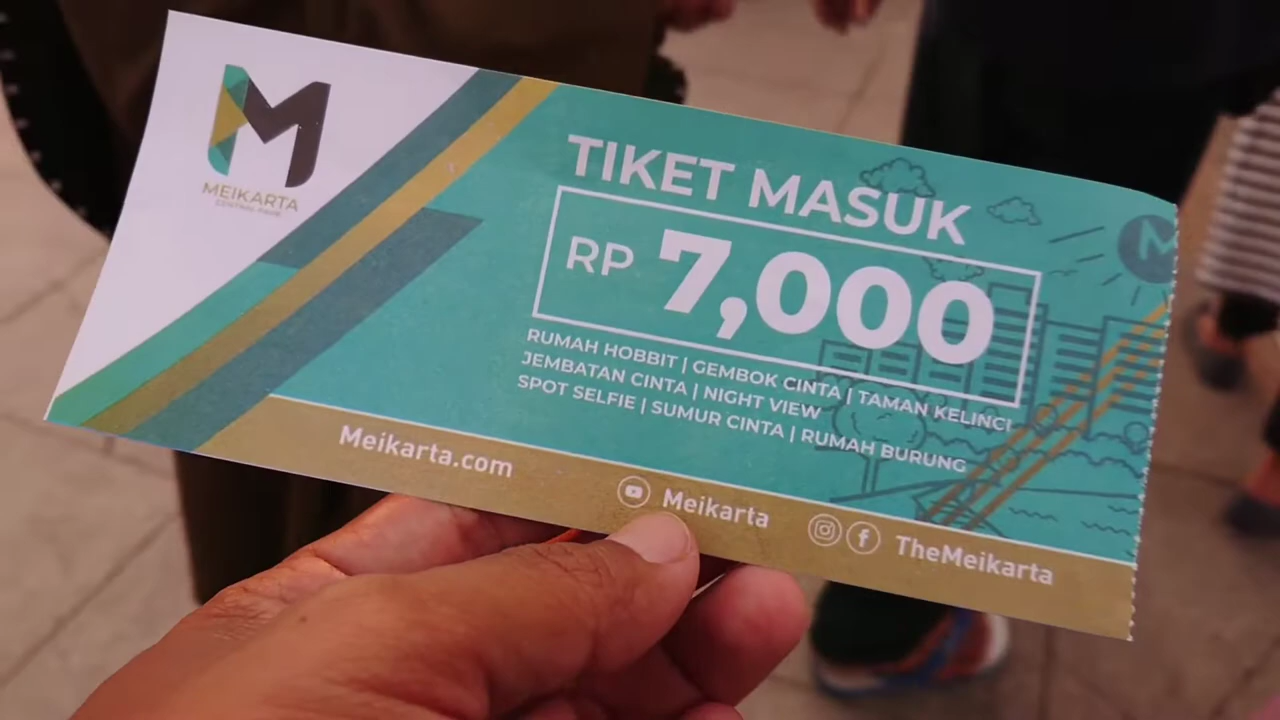 MEIKARTA
CENTRAL PARK
TIKET MASUK
RP 7,000
RUMAH HOBBIT | GEMBOK CINTA | TAMAN KELINCI
JEMBATAN CINTA | NIGHT VIEW
SPOT SELFIE | SUMUR CINTA | RUMAH BURUNG
Meikarta.com
Meikarta
TheMeikarta